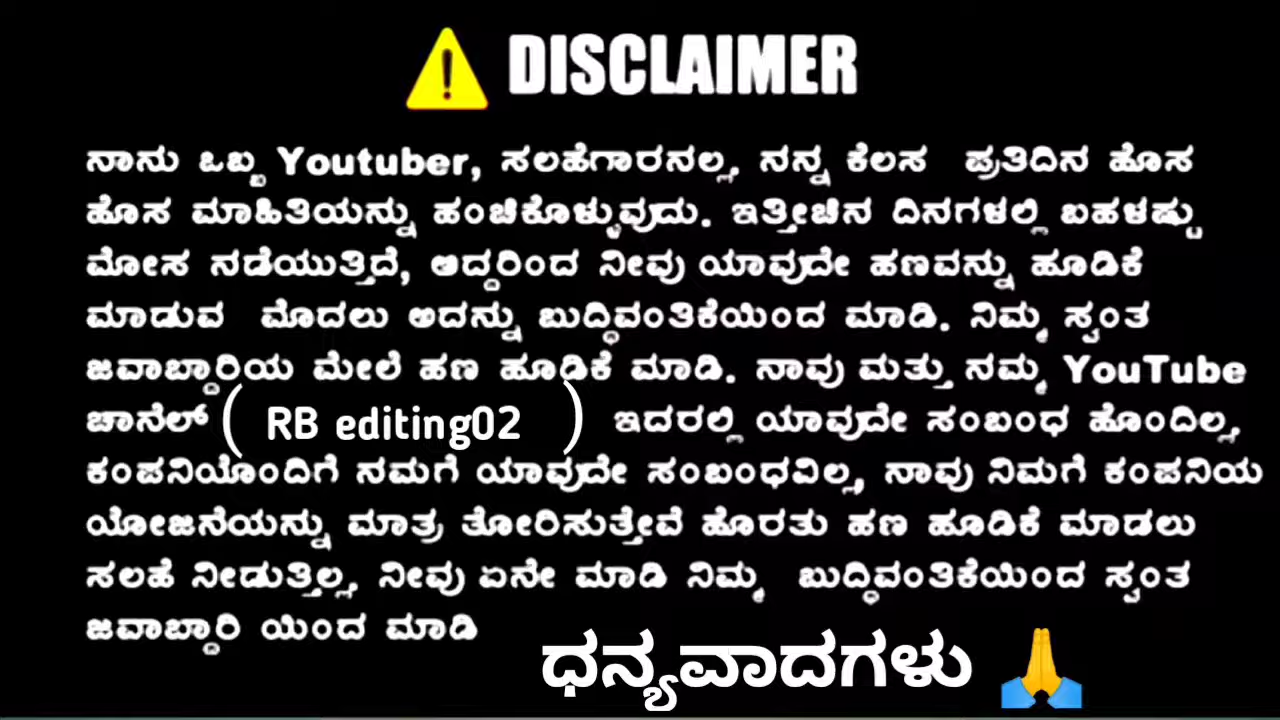 ⚠ DISCLAIMER
ನಾನು ಒಬ್ಬ Youtuber, ಸಲಹೆಗಾರನಲ್ಲ, ನನ್ನ ಕೆಲಸ ಪ್ರತಿದಿನ ಹೊಸ
ಹೊಸ ಮಾಹಿತಿಯನ್ನು ಹಂಚಿಕೊಳ್ಳುವುದು. ಇತ್ತೀಚಿನ ದಿನಗಳಲ್ಲಿ ಬಹಳಷ್ಟು
ಮೋಸ ನಡೆಯುತ್ತಿದೆ, ಆದ್ದರಿಂದ ನೀವು ಯಾವುದೇ ಹಣವನ್ನು ಹೂಡಿಕೆ
ಮಾಡುವ ಮೊದಲು ಅದನ್ನು ಬುದ್ಧಿವಂತಿಕೆಯಿಂದ ಮಾಡಿ. ನಿಮ್ಮ ಸ್ವಂತ
ಜವಾಬ್ದಾರಿಯ ಮೇಲೆ ಹಣ ಹೂಡಿಕೆ ಮಾಡಿ. ನಾವು ಮತ್ತು ನಮ್ಮ YouTube
ಚಾನೆಲ್ ( RB editing02 ) ಇದರಲ್ಲಿ ಯಾವುದೇ ಸಂಬಂಧ ಹೊಂದಿಲ್ಲ,
ಕಂಪನಿಯೊಂದಿಗೆ ನಮಗೆ ಯಾವುದೇ ಸಂಬಂಧವಿಲ್ಲ, ನಾವು ನಿಮಗೆ ಕಂಪನಿಯ
ಯೋಜನೆಯನ್ನು ಮಾತ್ರ ತೋರಿಸುತ್ತೇವೆ ಹೊರತು ಹಣ ಹೂಡಿಕೆ ಮಾಡಲು
ಸಲಹೆ ನೀಡುತ್ತಿಲ್ಲ, ನೀವು ಏನೇ ಮಾಡಿ ನಿಮ್ಮ ಬುದ್ಧಿವಂತಿಕೆಯಿಂದ ಸ್ವಂತ
ಜವಾಬ್ದಾರಿ ಯಿಂದ ಮಾಡಿ
ಧನ್ಯವಾದಗಳು 🙏